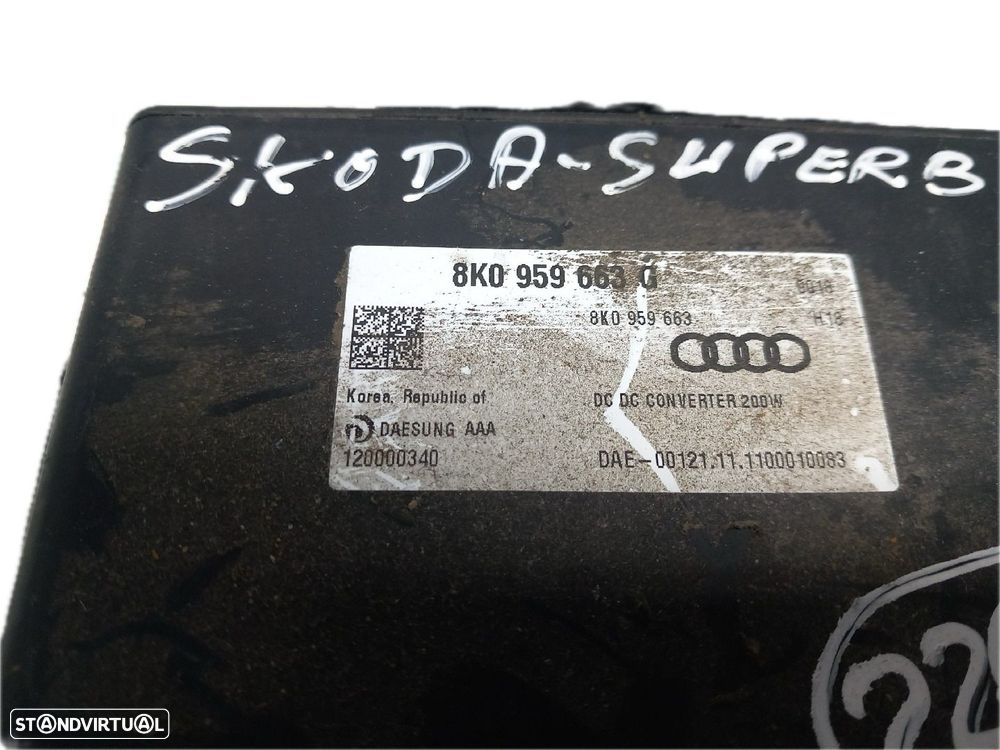 SKODA-SUPERB
8K0 959 663 G
8K0 959 663
H18
Korea, Republic of
DC DC CONVERTER 200W
DAESUNG AAA
120000340
DAE-00121.11.1100010083
STANDVIRTUAL